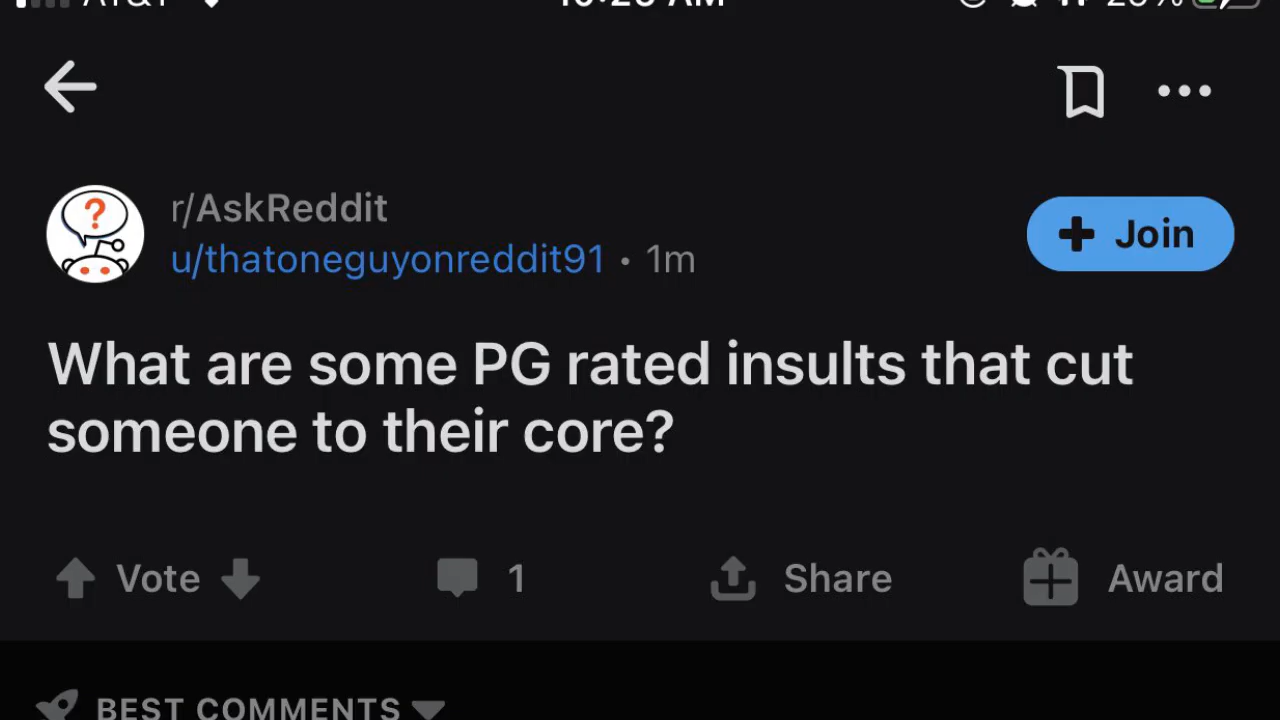 AT&T
r/AskReddit
u/thatoneguyonreddit91 • 1m
+ Join
What are some PG rated insults that cut
someone to their core?
Vote
1
Share
Award
BEST COMMENTS